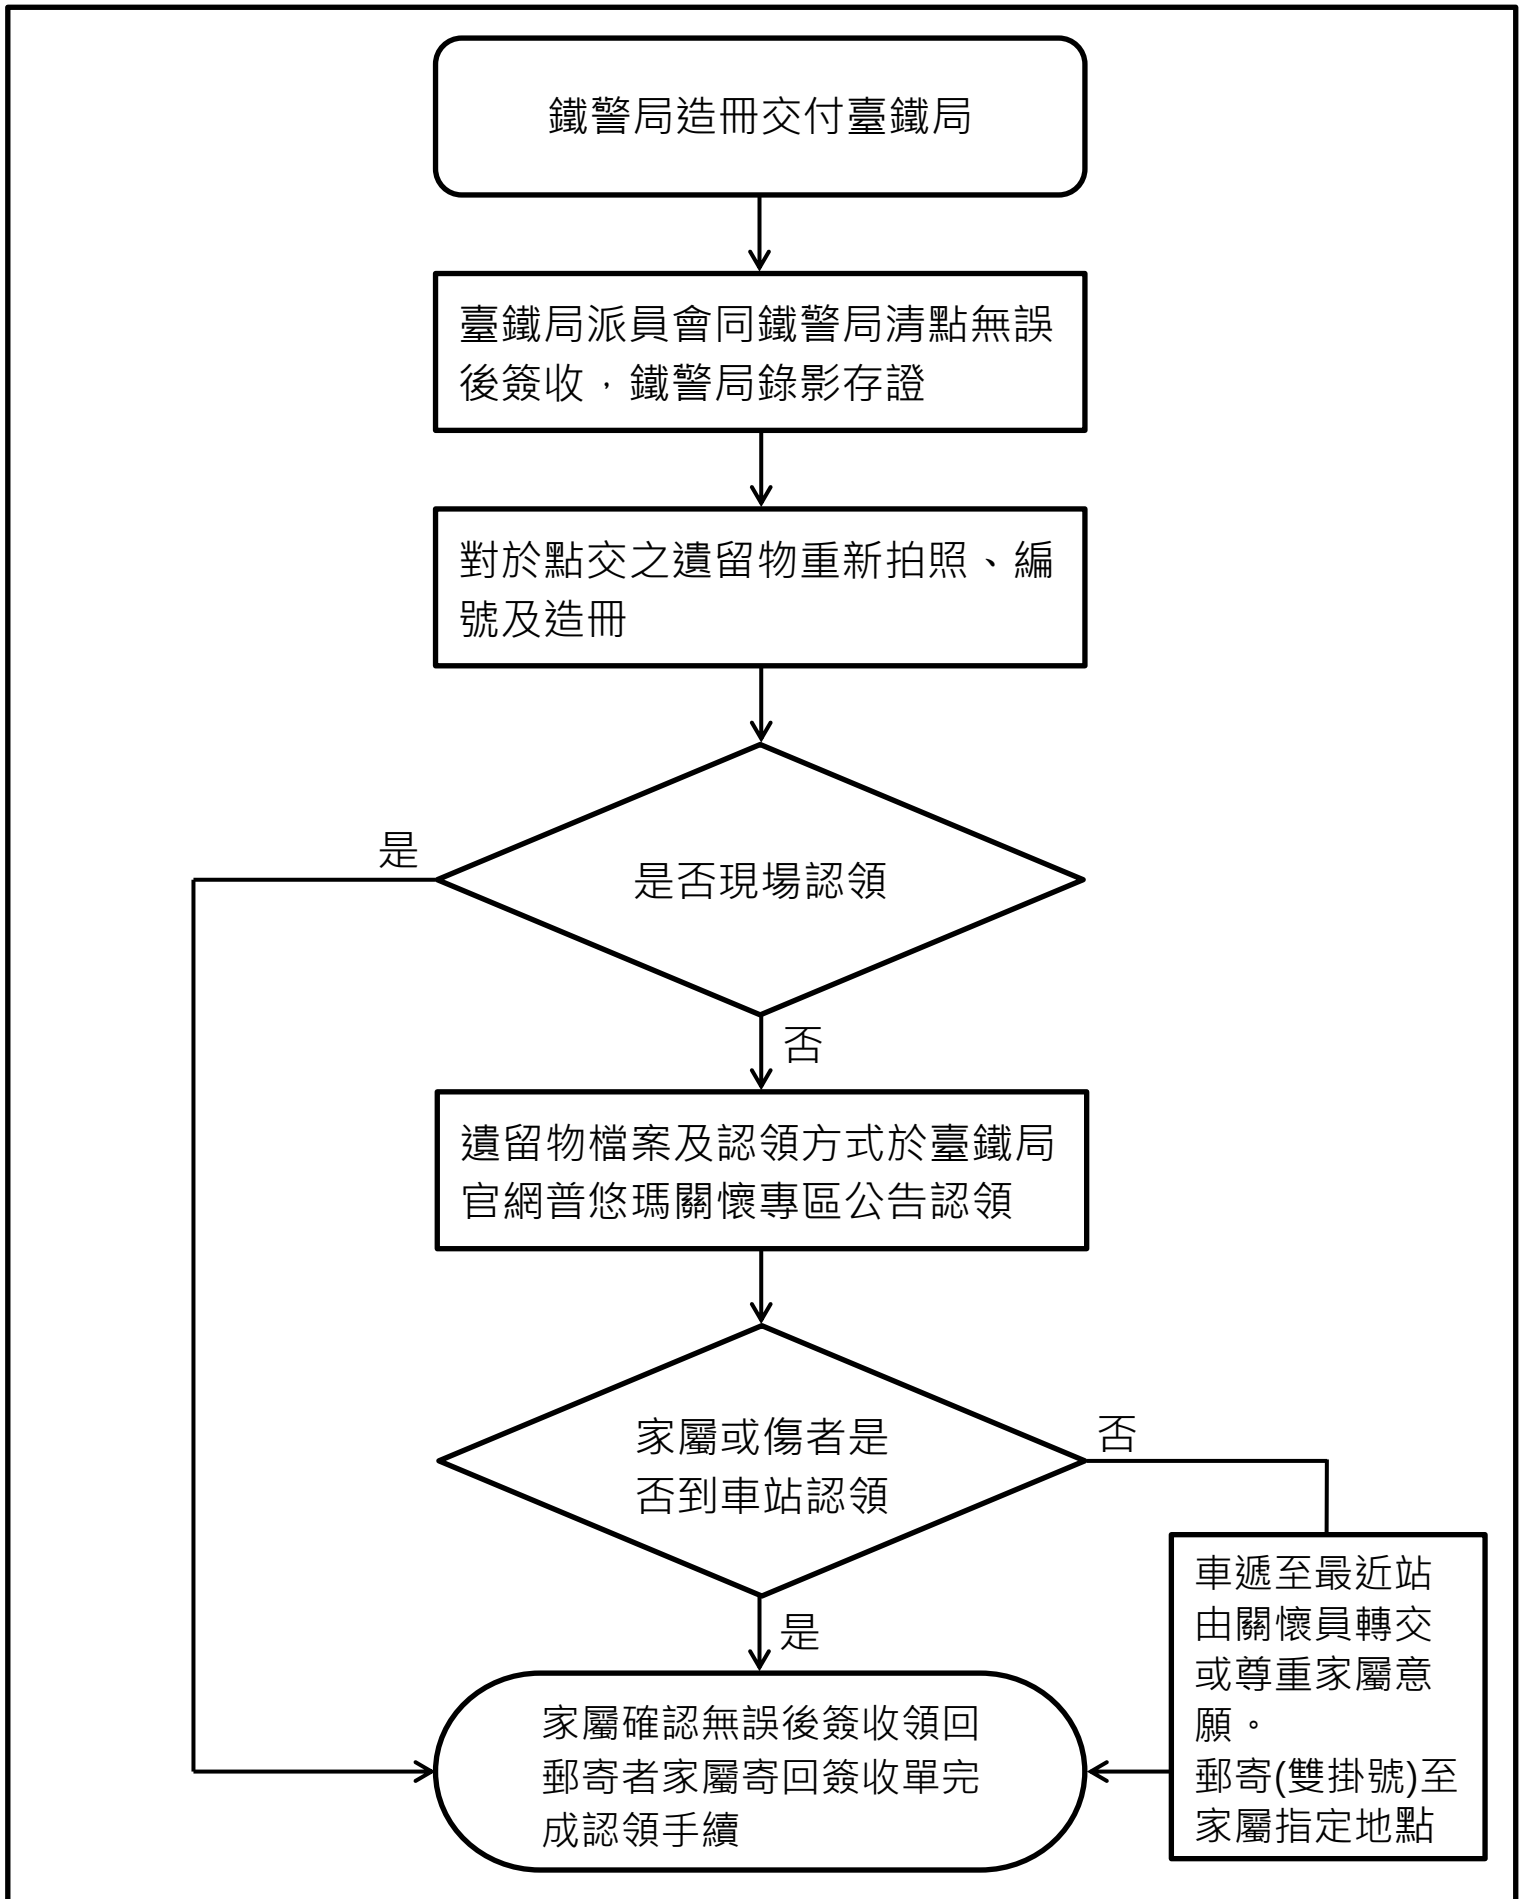 鐵警局造冊交付臺鐵局
臺鐵局派員會同鐵警局清點無誤
後簽收，鐵警局錄影存證
對於點交之遺留物重新拍照、編
號及造冊
是
是否現場認領
否
遺留物檔案及認領方式於臺鐵局
官網普悠瑪關懷專區公告認領
家屬或傷者是
否到車站認領
否
是
車遞至最近站
由關懷員轉交
或尊重家屬意
願。
郵寄(雙掛號)至
家屬指定地點
家屬確認無誤後簽收領回
郵寄者家屬寄回簽收單完
成認領手續